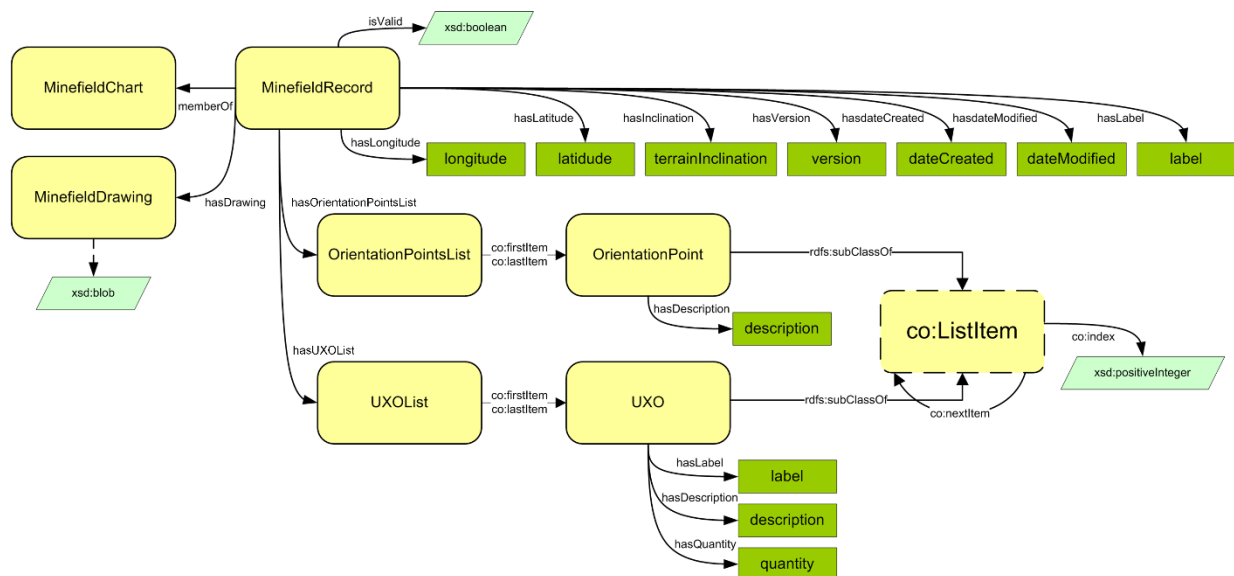 isValid
xsd:boolean
MinefieldChart
MinefieldRecord
memberOf
hasLatitude
hasInclination
hasVersion
hasdateCreated
hasdateModified
hasLabel
hasLongitude
longitude
latidude
terrainInclination
version
dateCreated
dateModified
label
MinefieldDrawing
hasDrawing
hasOrientationPointsList
OrientationPointsList
co:firstItem
co:lastItem
OrientationPoint
rdfs:subClassOf
xsd:blob
hasDescription
description
co:ListItem
co:index
xsd:positiveInteger
hasUXOList
UXOList
co:firstItem
co:lastItem
UXO
rdfs:subClassOf
co:nextItem
hasLabel
label
hasDescription
description
hasQuantity
quantity